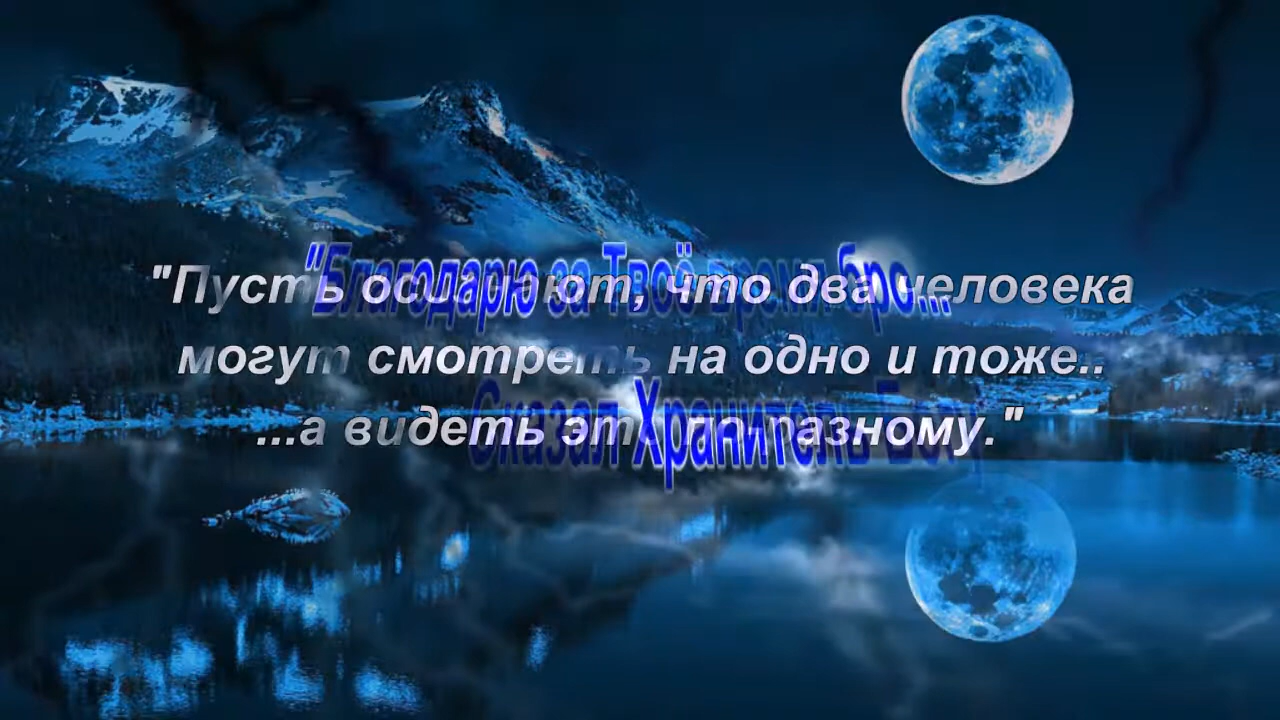 "Благодарю за Твоё время бро...
"Пусть осознают, что два человека
могут смотреть на одно и тоже..
Сказал Хранитель Богу
...а видеть это по разному."